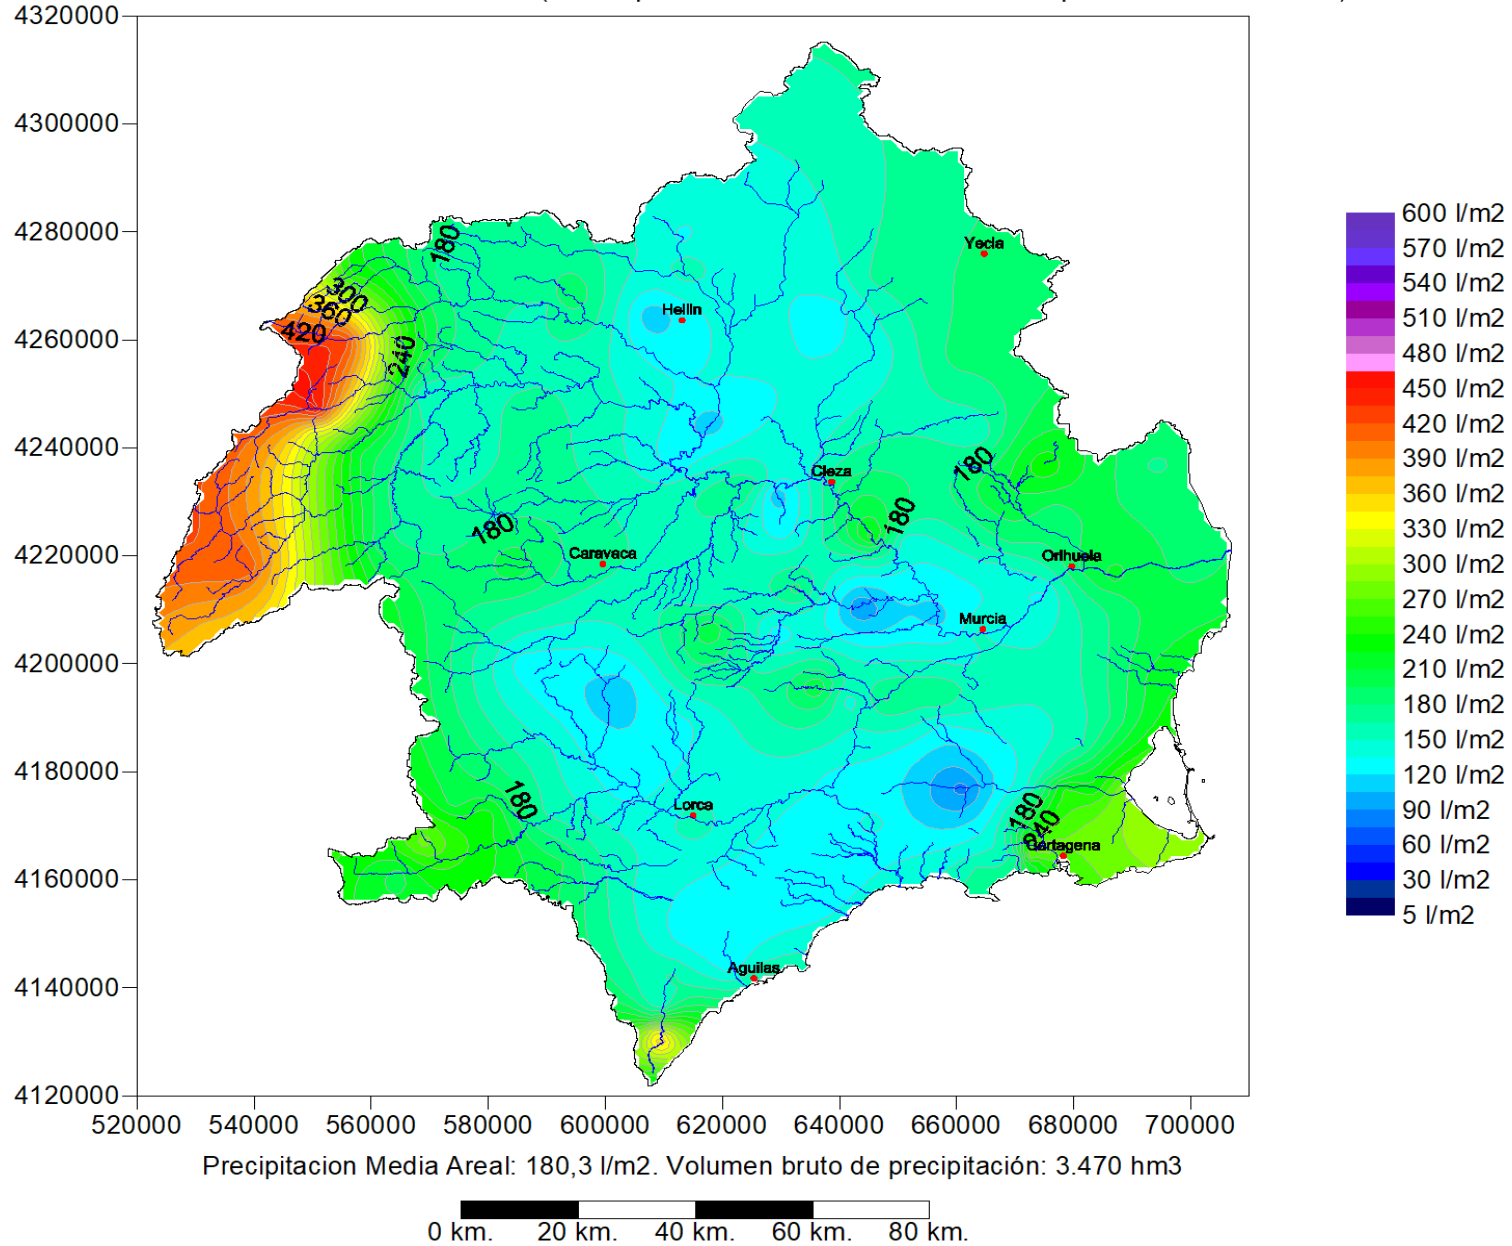 4320000
4300000
4280000
4260000
4240000
4220000
4200000
4180000
4160000
4140000
4120000
520000 540000 560000 580000 600000 620000 640000 660000 680000 700000
180
300
360
420
240
180
180
180
180
180
240
Yecla
Hellin
Cieza
Caravaca
Orihuela
Murcia
Lorca
Cartagena
Aguilas
600 l/m2
570 l/m2
540 l/m2
510 l/m2
480 l/m2
450 l/m2
420 l/m2
390 l/m2
360 l/m2
330 l/m2
300 l/m2
270 l/m2
240 l/m2
210 l/m2
180 l/m2
150 l/m2
120 l/m2
90 l/m2
60 l/m2
30 l/m2
5 l/m2
Precipitacion Media Areal: 180,3 l/m2. Volumen bruto de precipitación: 3.470 hm3
0 km. 20 km. 40 km. 60 km. 80 km.